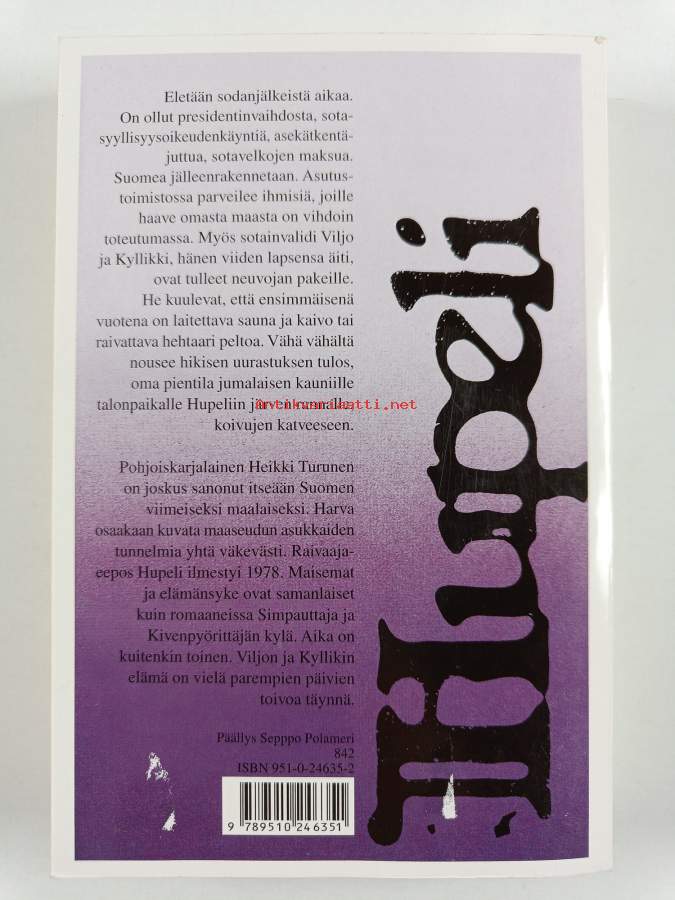 Eletään sodanjälkeistä aikaa.
On ollut presidentinvaihdosta, sota-
syyllisyysoikeudenkäyntiä, asekätkentä-
juttua, sotavelkojen maksua.
Suomea jälleenrakennetaan. Asutus-
toimistossa parveilee ihmisiä, joille
haave omasta maasta on vihdoin
toteutumassa. Myös sotainvalidi Viljo
ja Kyllikki, hänen viiden lapsensa äiti,
ovat tulleet neuvojan pakeille.
He kuulevat, että ensimmäisenä
vuotena on laitettava sauna ja kaivo tai
raivattava hehtaari peltoa. Vähä vähältä
nousee hikisen uurastuksen tulos,
oma pientila jumalaisen kauniille
talonpaikalle Hupeliin järven rannalle,
antikvariaatti.net
koivujen katveeseen.
Pohjoiskarjalainen Heikki Turunen
on joskus sanonut itseään Suomen
viimeiseksi maalaiseksi. Harva
osaakaan kuvata maaseudun asukkaiden
tunnelmia yhtä väkevästi. Raivaaja-
eepos Hupeli ilmestyi 1978. Maisemat
ja elämänsyke ovat samanlaiset
kuin romaaneissa Simpauttaja ja
Kivenpyörittäjän kylä. Aika on
kuitenkin toinen. Viljon ja Kyllikin
elämä on vielä parempien päivien
toivoa täynnä.
Päällys Sepppo Polameri
842
ISBN 951-0-24635-2
9 789510 246351
Hupeli